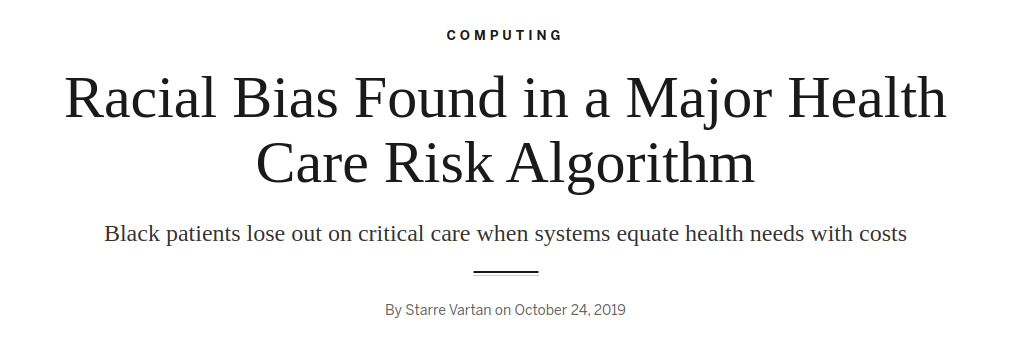 COMPUTING
Racial Bias Found in a Major Health
Care Risk Algorithm
Black patients lose out on critical care when systems equate health needs with costs
By Starre Vartan on October 24, 2019